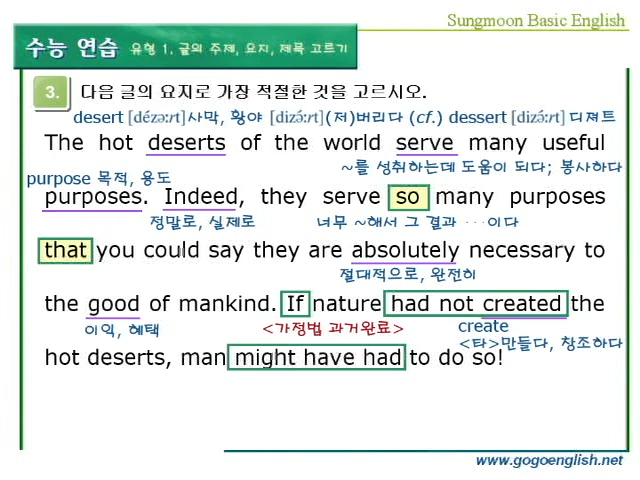 Sungmoon Basic English
수능 연습 유형 1. 글의 주제, 요지, 제목 고르기
3. 다음 글의 요지로 가장 적절한 것을 고르시오.
desert [dézəːrt]사막, 황야 [dizə́ːrt](저)버리다 (cf.) dessert [dizə́ːrt]디져트
The hot deserts of the world serve many useful
~를 성취하는데 도움이 되다; 봉사하다
purpose 목적, 용도
purposes. Indeed, they serve so many purposes
정말로, 실제로 너무 ~해서 그 결과 …이다
that you could say they are absolutely necessary to
절대적으로, 완전히
the good of mankind. If nature had not created the
이익, 혜택 <가정법 과거완료> create
<타>만들다, 창조하다
hot deserts, man might have had to do so!
www.gogoenglish.net